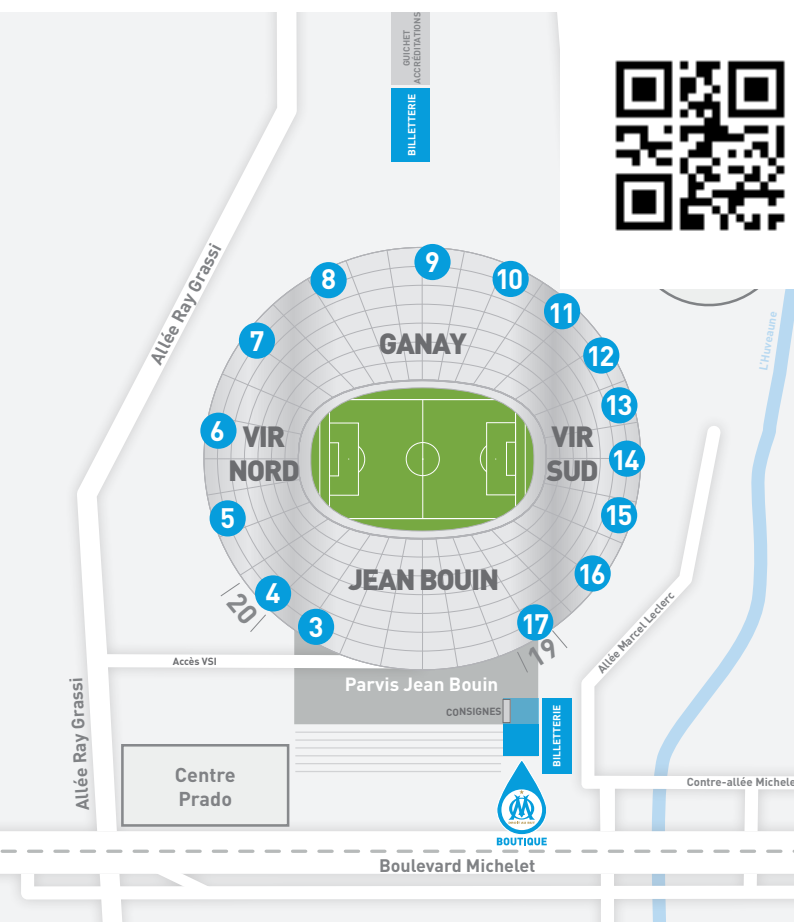 GUICHET
ACCRÉDITATIONS
BILLETTERIE
Allée Ray Grassi
8
9
10
11
7
12
GANAY
L'Huveaune
13
6
VIR
NORD
VIR
SUD
14
5
15
16
JEAN BOUIN
4
20
3
17
19
Allée Marcel Leclerc
Accès VSI
Parvis Jean Bouin
CONSIGNES
BILLETTERIE
Allée Ray Grassi
Centre
Prado
Contre-allée Michele
BOUTIQUE
Boulevard Michelet